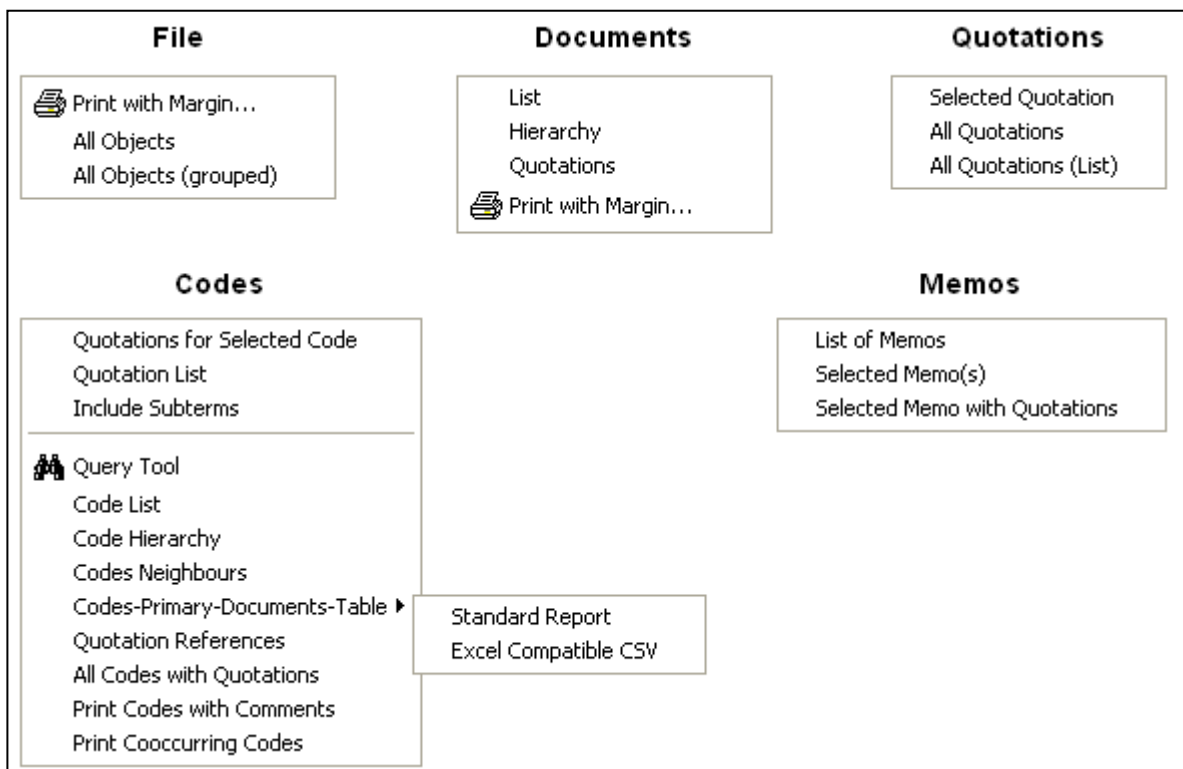 File
Print with Margin...
All Objects
All Objects (grouped)
Documents
List
Hierarchy
Quotations
Print with Margin...
Quotations
Selected Quotation
All Quotations
All Quotations (List)
Codes
Quotations for Selected Code
Quotation List
Include Subterms
Query Tool
Code List
Code Hierarchy
Codes Neighbours
Codes-Primary-Documents-Table
Standard Report
Excel Compatible CSV
Quotation References
All Codes with Quotations
Print Codes with Comments
Print Cooccurring Codes
Memos
List of Memos
Selected Memo(s)
Selected Memo with Quotations